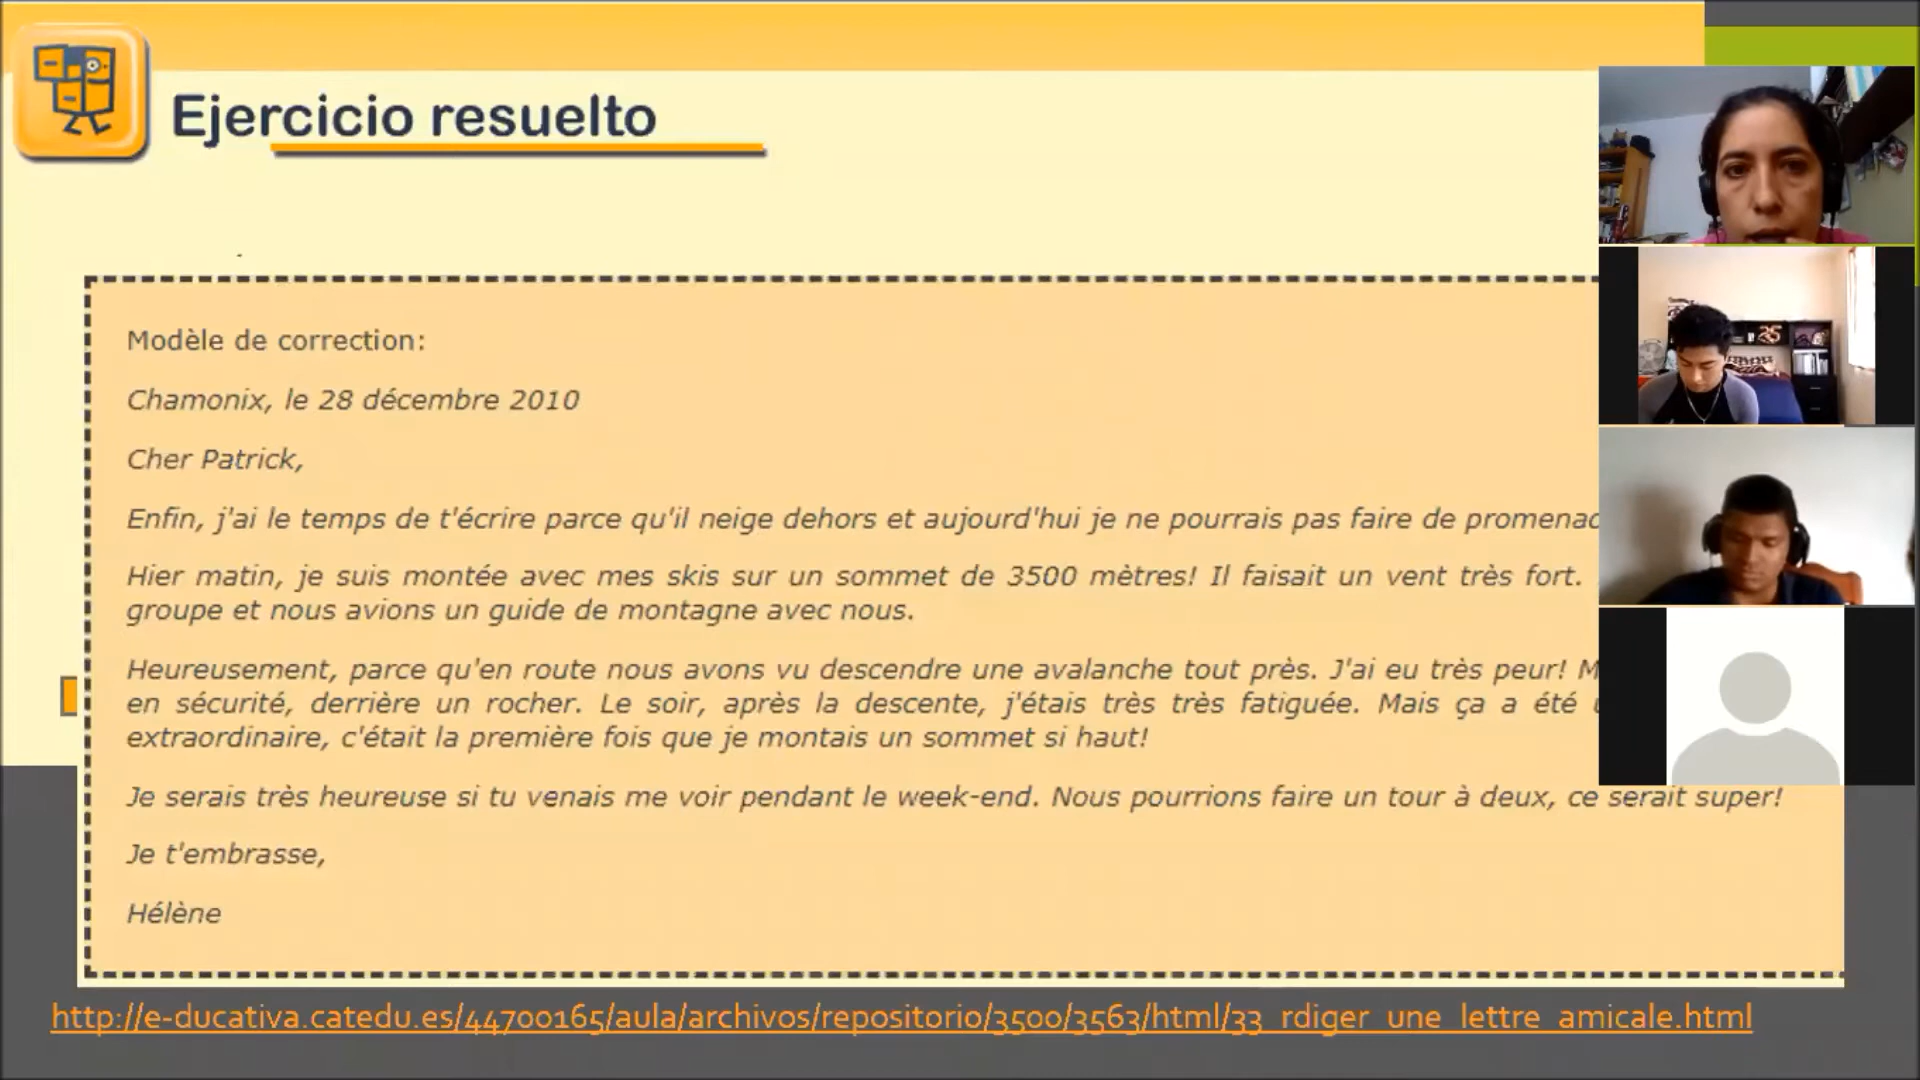 Ejercicio resuelto
Modèle de correction:
Chamonix, le 28 décembre 2010
Cher Patrick,
Enfin, j'ai le temps de t'écrire parce qu'il neige dehors et aujourd'hui je ne pourrais pas faire de
Hier matin, je suis montée avec mes skis sur un sommet de 3500 mètres! Il faisait un vent très fort.
groupe et nous avions un guide de montagne avec nous.
Heureusement, parce qu'en route nous avons vu descendre une avalanche tout près. J'ai eu très peur!
en sécurité, derrière un rocher. Le soir, après la descente, j'étais très très fatiguée. Mais ça a été
extraordinaire, c'était la première fois que je montais un sommet si haut!
Je serais très heureuse si tu venais me voir pendant le week-end. Nous pourrions faire un tour à deux, ce serait super!
Je t'embrasse,
Hélène
http://e-ducativa.catedu.es/44700165/aula/archivos/repositorio/3500/3563/html/33_rdiger_une_lettre_amicale.html